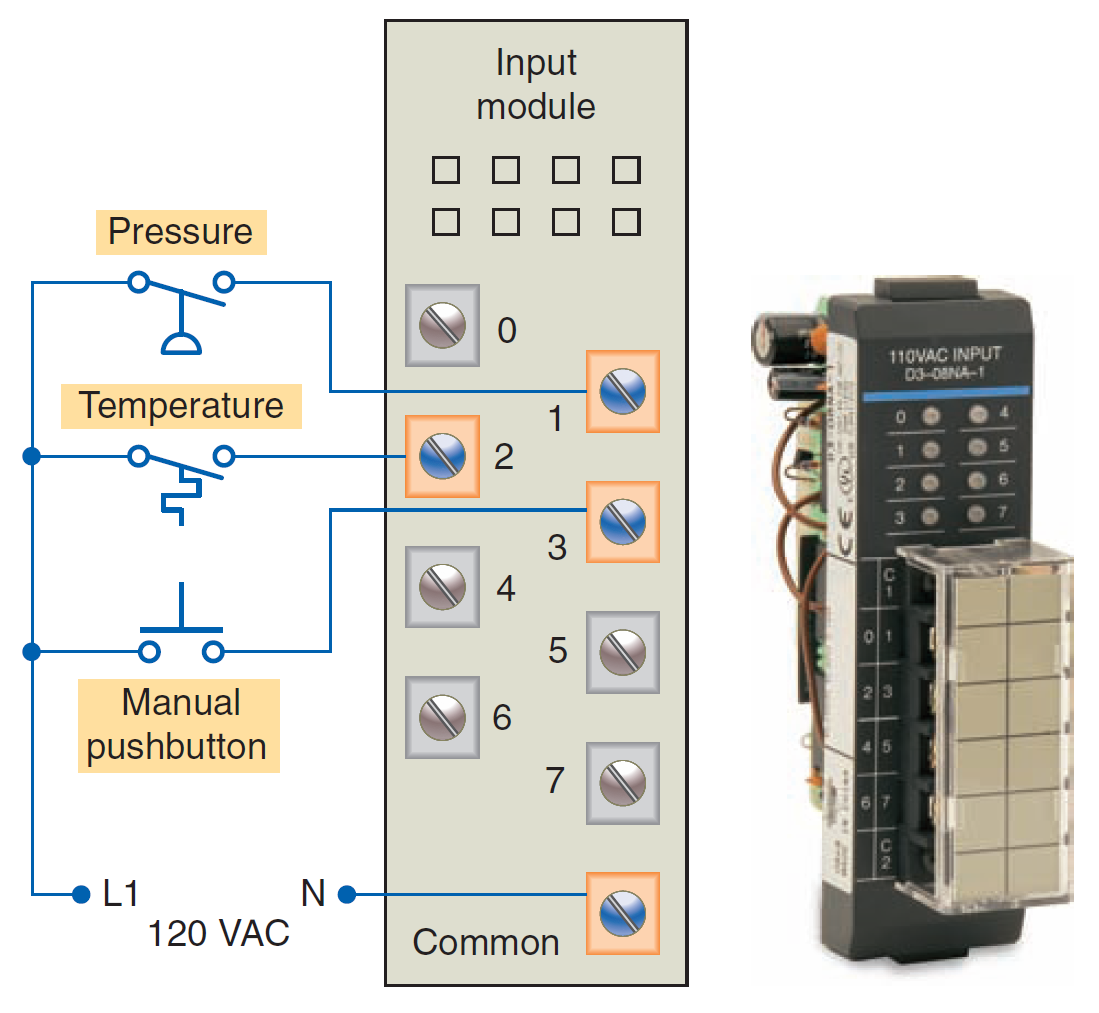 Input
module
Pressure
0
1
Temperature
2
3
4
5
Manual
pushbutton
6
7
L1
N
120 VAC
Common
110VAC INPUT
D3–08NA–1
0 4
1 5
2 6
3 7
C
1
0 1
2 3
4 5
6 7
C
2